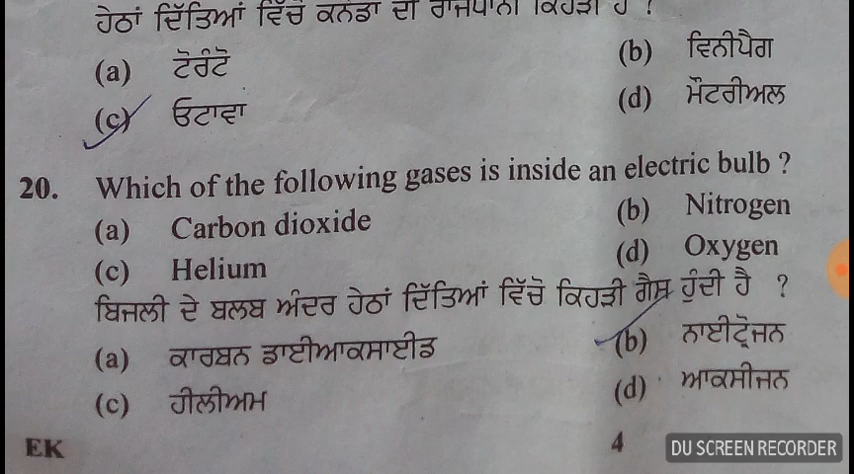 ਹੇਠਾਂ ਦਿੱਤਿਆਂ ਵਿੱਚੋਂ ਕਨੇਡਾ ਦੀ ਰਾਜਧਾਨੀ ਕਿਹੜੀ ਹੈ ?
(a) ਟੋਰੰਟੋ (b) ਵਿਨੀਪੈਗ
(c) ਓਟਾਵਾ (d) ਮੌਂਟਰੀਅਲ
20. Which of the following gases is inside an electric bulb ?
(a) Carbon dioxide (b) Nitrogen
(c) Helium (d) Oxygen
ਬਿਜਲੀ ਦੇ ਬਲਬ ਅੰਦਰ ਹੇਠਾਂ ਦਿੱਤਿਆਂ ਵਿੱਚੋਂ ਕਿਹੜੀ ਗੈਸ ਹੁੰਦੀ ਹੈ ?
(a) ਕਾਰਬਨ ਡਾਈਆਕਸਾਈਡ (b) ਨਾਈਟ੍ਰੋਜਨ
(c) ਹੀਲੀਅਮ (d) ਆਕਸੀਜਨ
EK 4 DU SCREEN RECORDER